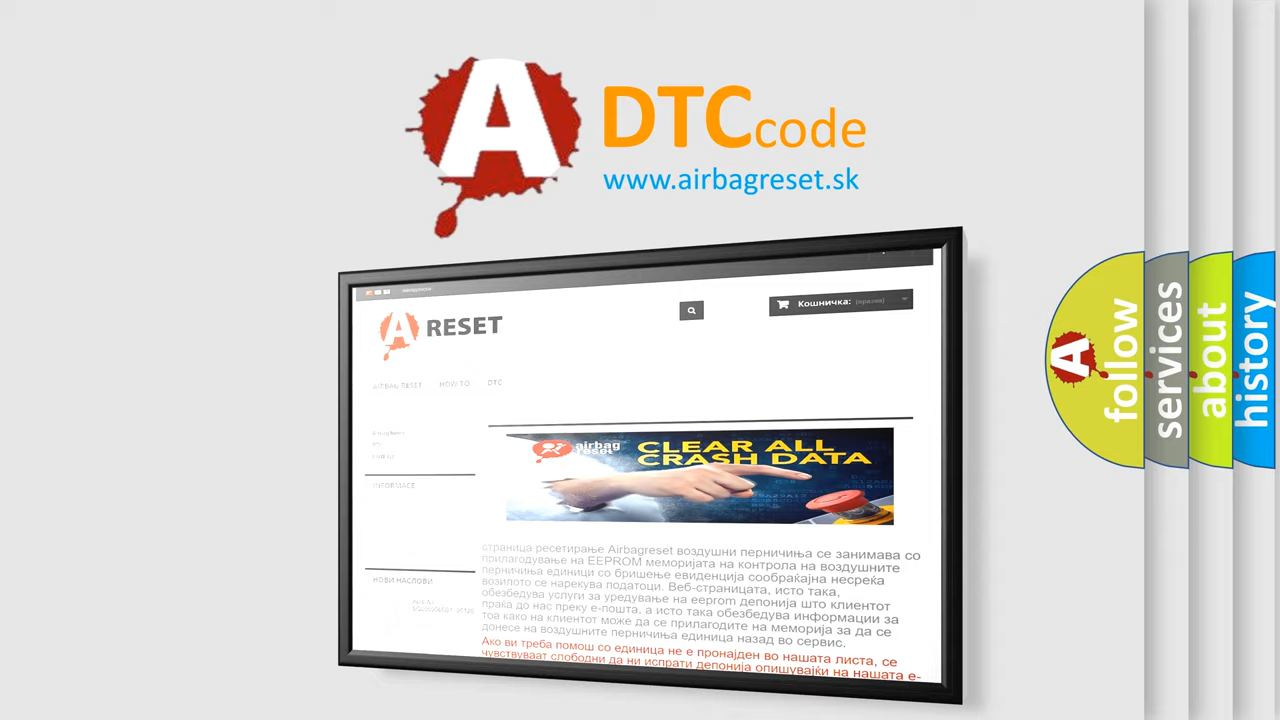 A DTC code
www.airbagreset.sk
A RESET
Кошничка: (празна)
AIRBAG RESET HOW TO DTC
INFORMACE
НОВИ НАСЛОВИ
airbag reset
CLEAR ALL
CRASH DATA
страница ресетирање Airbagreset воздушни перничиња се занимава со
прилагодување на EEPROM меморијата на контрола на воздушните
перничиња единици со бришење евиденција сообраќајна несреќа
возилото се нарекува податоци. Веб-страницата, исто така,
обезбедува услуги за уредување на eeprom депонија што клиентот
праќа до нас преку е-пошта, а исто така обезбедува информации за
тоа како на клиентот може да се прилагодите на меморија за да се
донесе на воздушните перничиња единица назад во сервис.
Ако ви треба помош со единица не е пронајден во нашата листа, се
чувствуваат слободни да ни испрати депонија опишувајќи на нашата е-
A follow
services
about
history